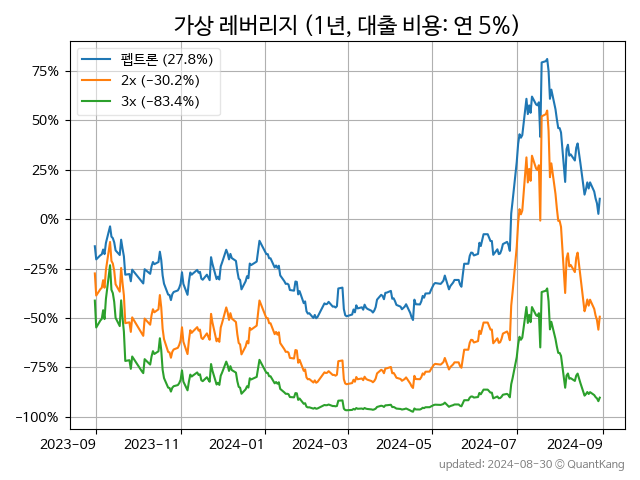 가상 레버리지 (1년, 대출 비용: 연 5%)
펩트론 (27.8%)
2x (−30.2%)
3x (−83.4%)
75%
50%
25%
0%
−25%
−50%
−75%
−100%
2023-09 2023-11 2024-01 2024-03 2024-05 2024-07 2024-09
updated: 2024-08-30 © QuantKang